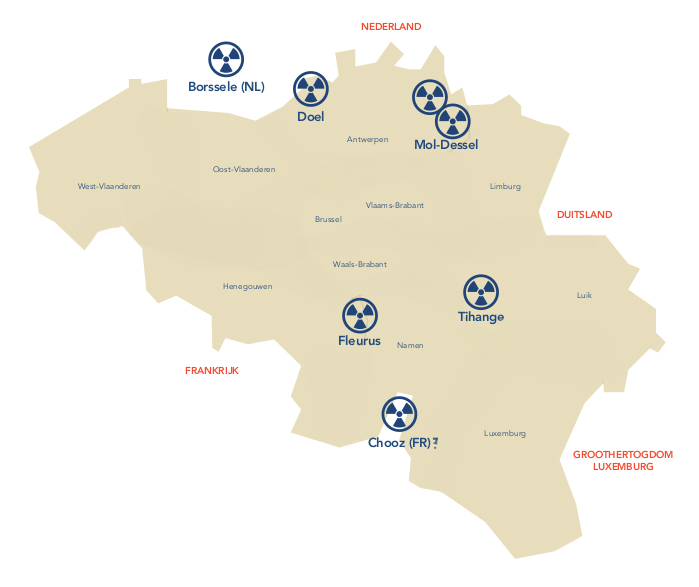 NEDERLAND
Borssele (NL)
Doel
Antwerpen
Mol-Dessel
Oost-Vlaanderen
West-Vlaanderen
Limburg
Vlaams-Brabant
DUITSLAND
Brussel
Waals-Brabant
Henegouwen
Luik
Tihange
Fleurus
Namen
FRANKRIJK
Luxemburg
Chooz (FR)
GROOTHERTOGDOM
LUXEMBURG